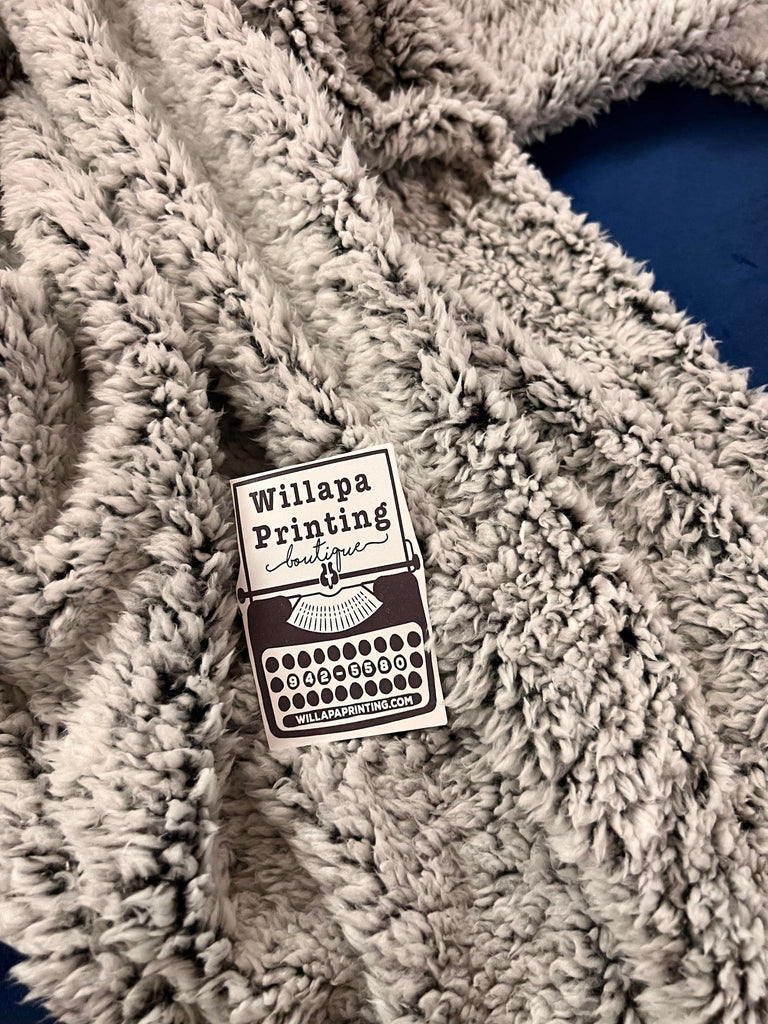 Willapa
Printing
boutique
942-5580
WILLAPAPRINTING.COM